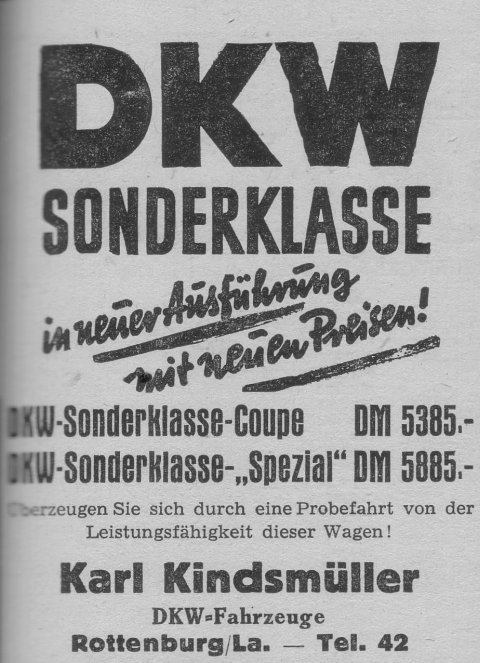 DKW
SONDERKLASSE
in neuer Ausführung
mit neuen Preisen!
DKW-Sonderklasse-Coupe DM 5385.-
DKW-Sonderklasse-„Spezial“ DM 5885.-
Überzeugen Sie sich durch eine Probefahrt von der
Leistungsfähigkeit dieser Wagen!
Karl Kindsmüller
DKW-Fahrzeuge
Rottenburg/La. — Tel. 42